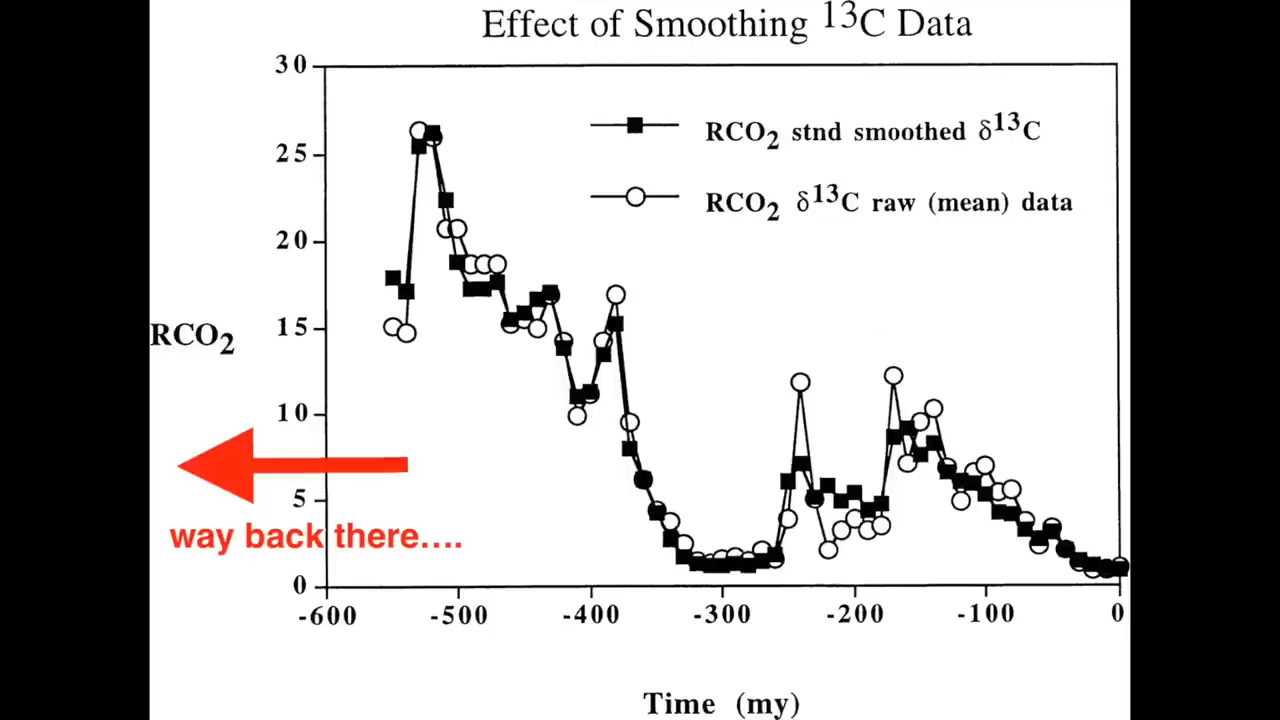 Effect of Smoothing ¹³C Data
30
RCO₂ stnd smoothed δ¹³C
25
RCO₂ δ¹³C raw (mean) data
20
15
RCO₂
10
5
way back there....
0
-600 -500 -400 -300 -200 -100 0
Time (my)